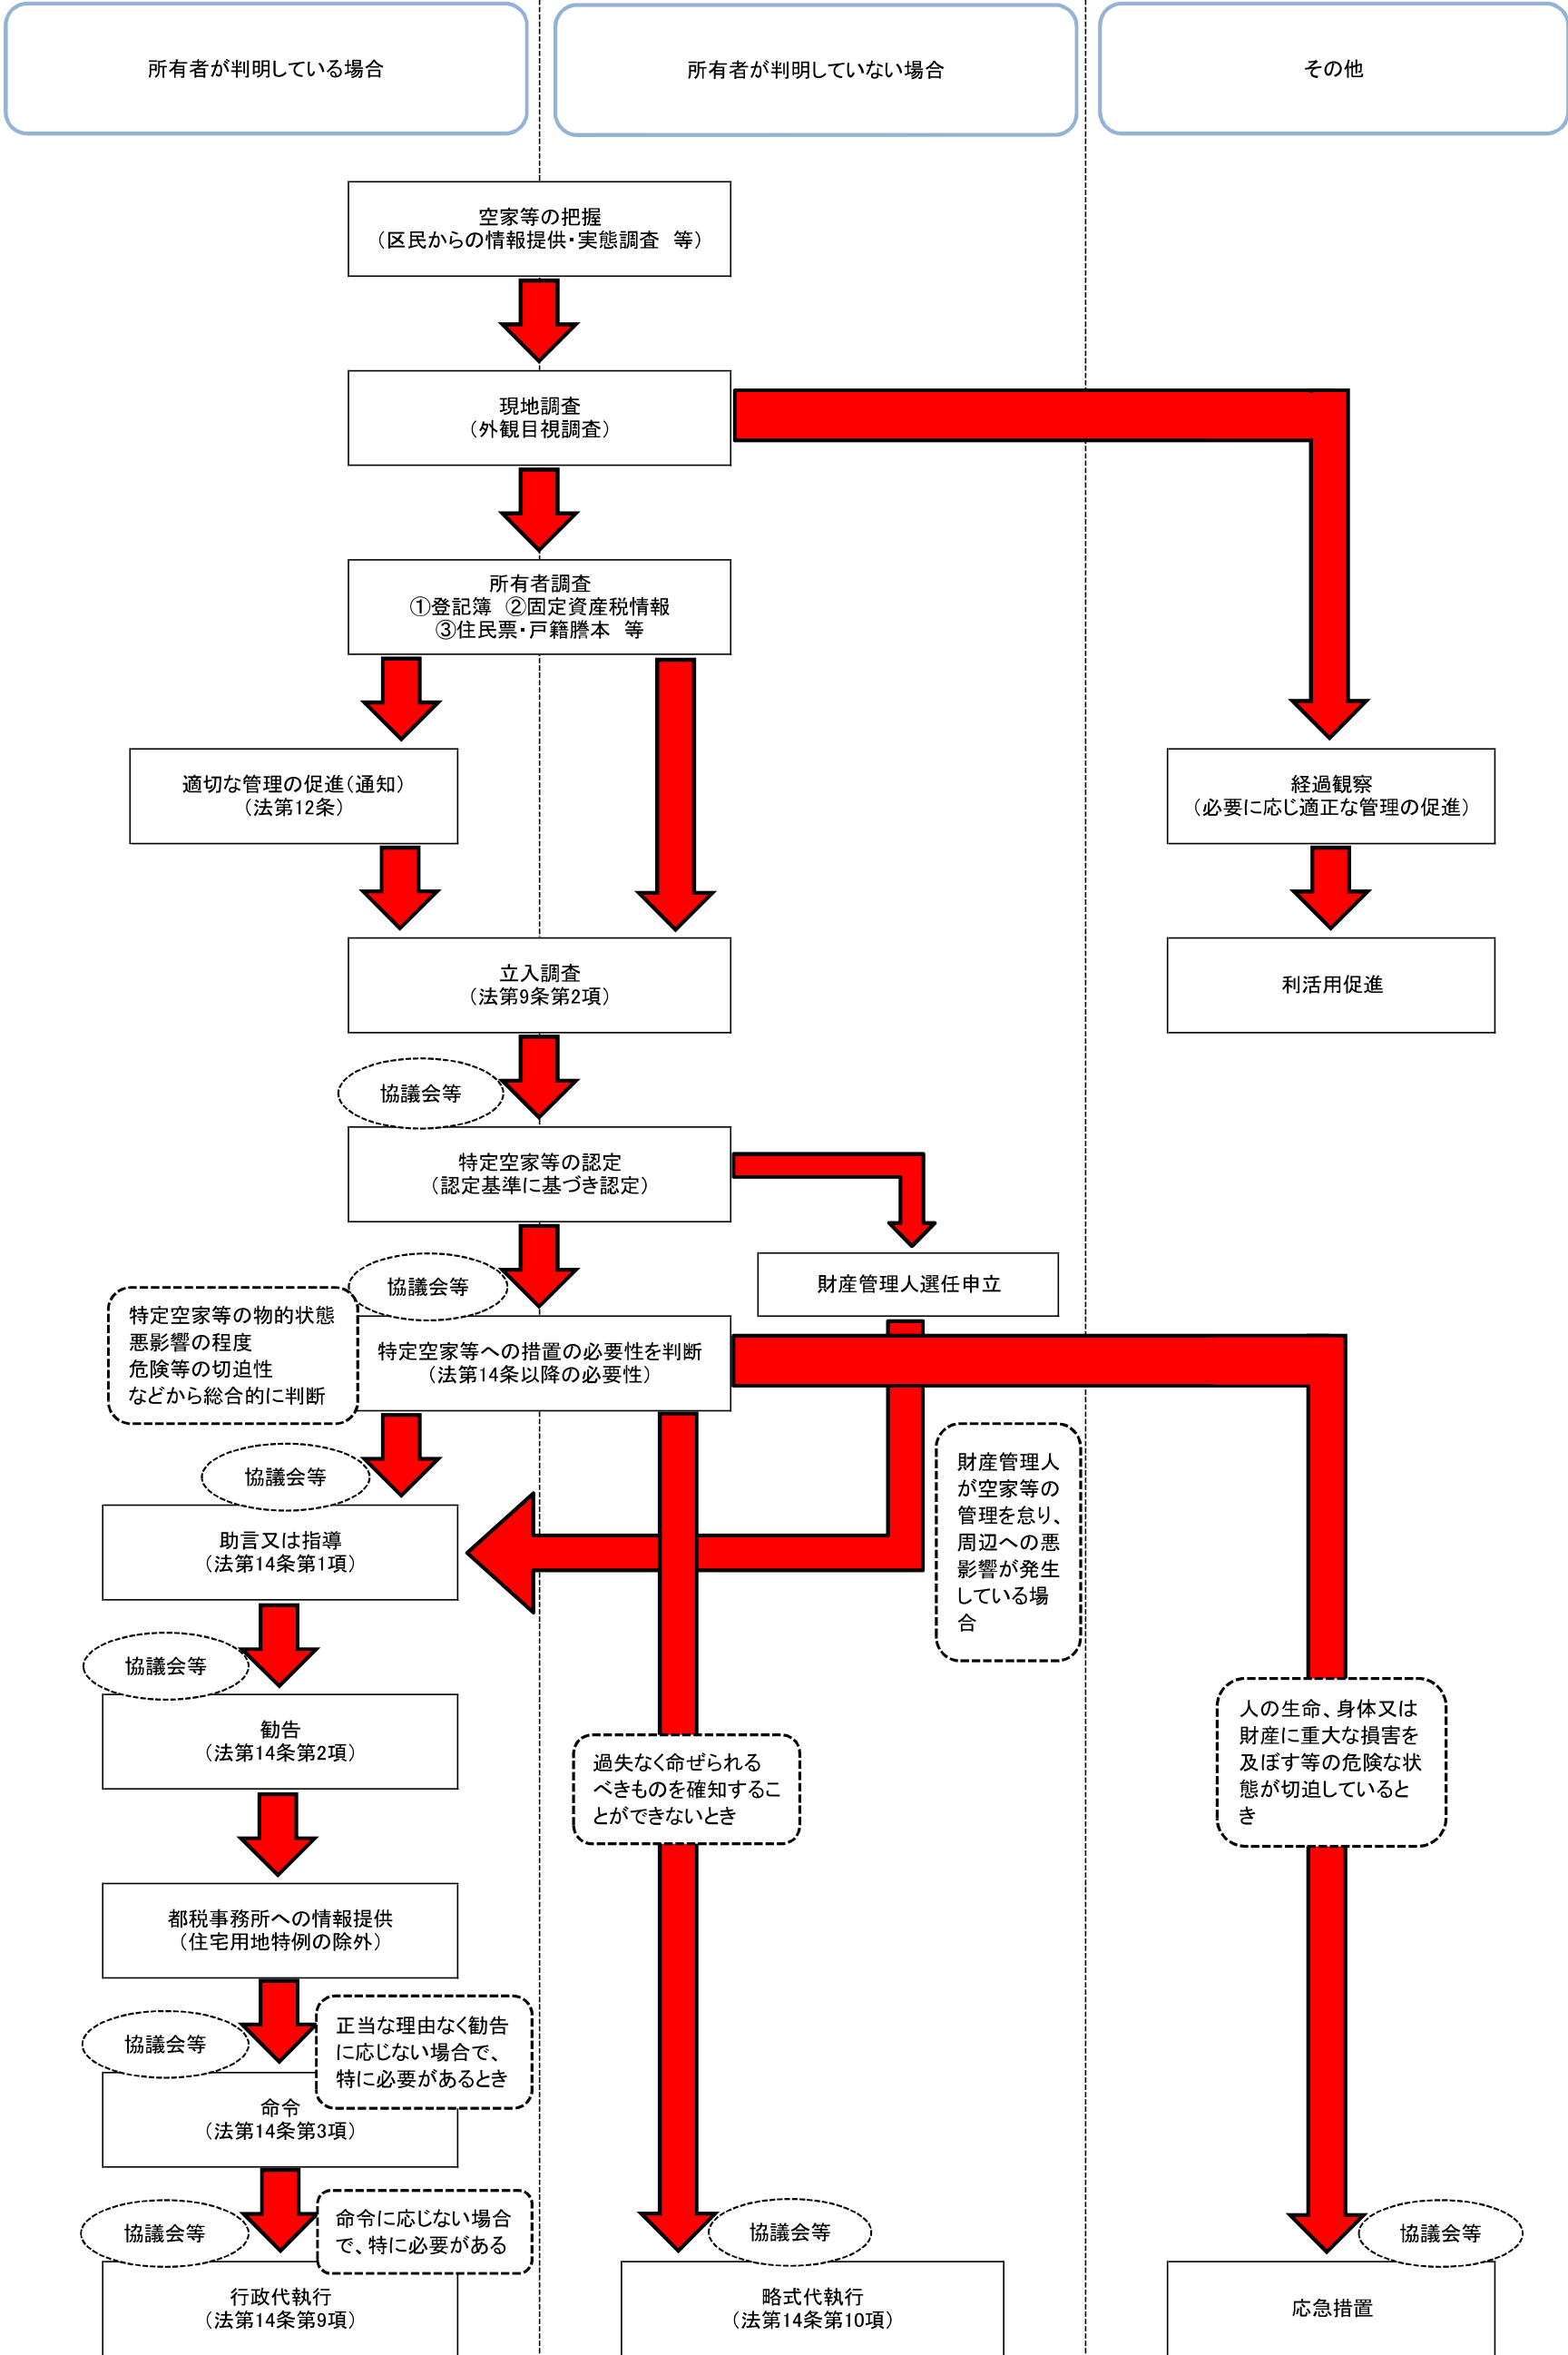 所有者が判明している場合
所有者が判明していない場合
その他
空家等の把握
（区民からの情報提供・実態調査　等）
現地調査
（外観目視調査）
所有者調査
①登記簿　②固定資産税情報
③住民票・戸籍謄本　等
適切な管理の促進（通知）
（法第12条）
経過観察
（必要に応じ適正な管理の促進）
立入調査
（法第9条第2項）
利活用促進
協議会等
特定空家等の認定
（認定基準に基づき認定）
協議会等
財産管理人選任申立
特定空家等の物的状態
悪影響の程度
危険等の切迫性
などから総合的に判断
特定空家等への措置の必要性を判断
（法第14条以降の必要性）
協議会等
財産管理人
が空家等の
管理を怠り、
周辺への悪
影響が発生
している場
合
助言又は指導
（法第14条第1項）
協議会等
勧告
（法第14条第2項）
過失なく命ぜられる
べきものを確知するこ
とができないとき
人の生命、身体又は
財産に重大な損害を
及ぼす等の危険な状
態が切迫していると
き
都税事務所への情報提供
（住宅用地特例の除外）
協議会等
正当な理由なく勧告
に応じない場合で、
特に必要があるとき
命令
（法第14条第3項）
協議会等
命令に応じない場合
で、特に必要がある
協議会等
協議会等
行政代執行
（法第14条第9項）
略式代執行
（法第14条第10項）
応急措置